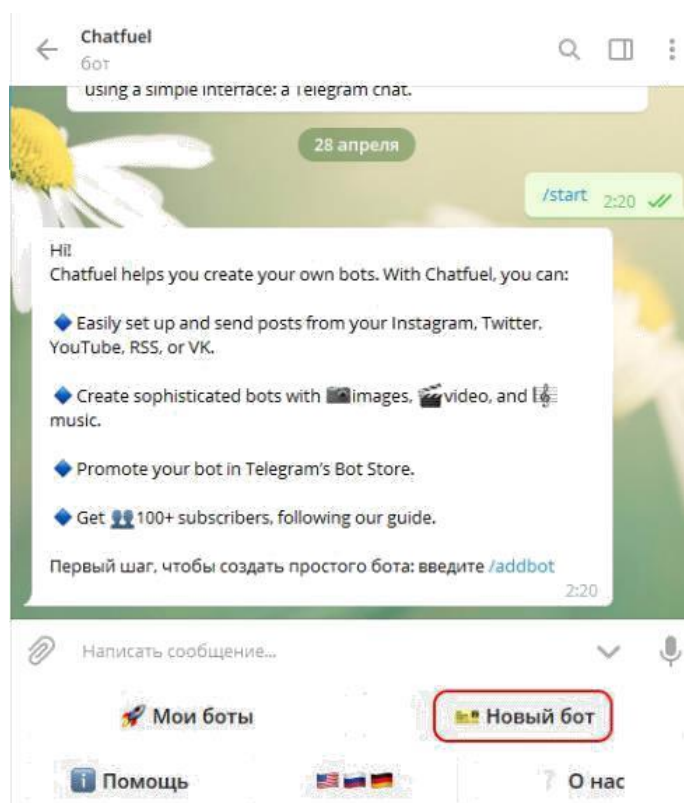 Chatfuel
бот
using a simple interface: a Telegram chat.
28 апреля
/start 2:20
Hi!
Chatfuel helps you create your own bots. With Chatfuel, you can:
Easily set up and send posts from your Instagram, Twitter,
YouTube, RSS, or VK.
Create sophisticated bots with images, video, and
music.
Promote your bot in Telegram's Bot Store.
Get 100+ subscribers, following our guide.
Первый шаг, чтобы создать простого бота: введите /addbot
2:20
Написать сообщение...
Мои боты
Новый бот
Помощь
О нас